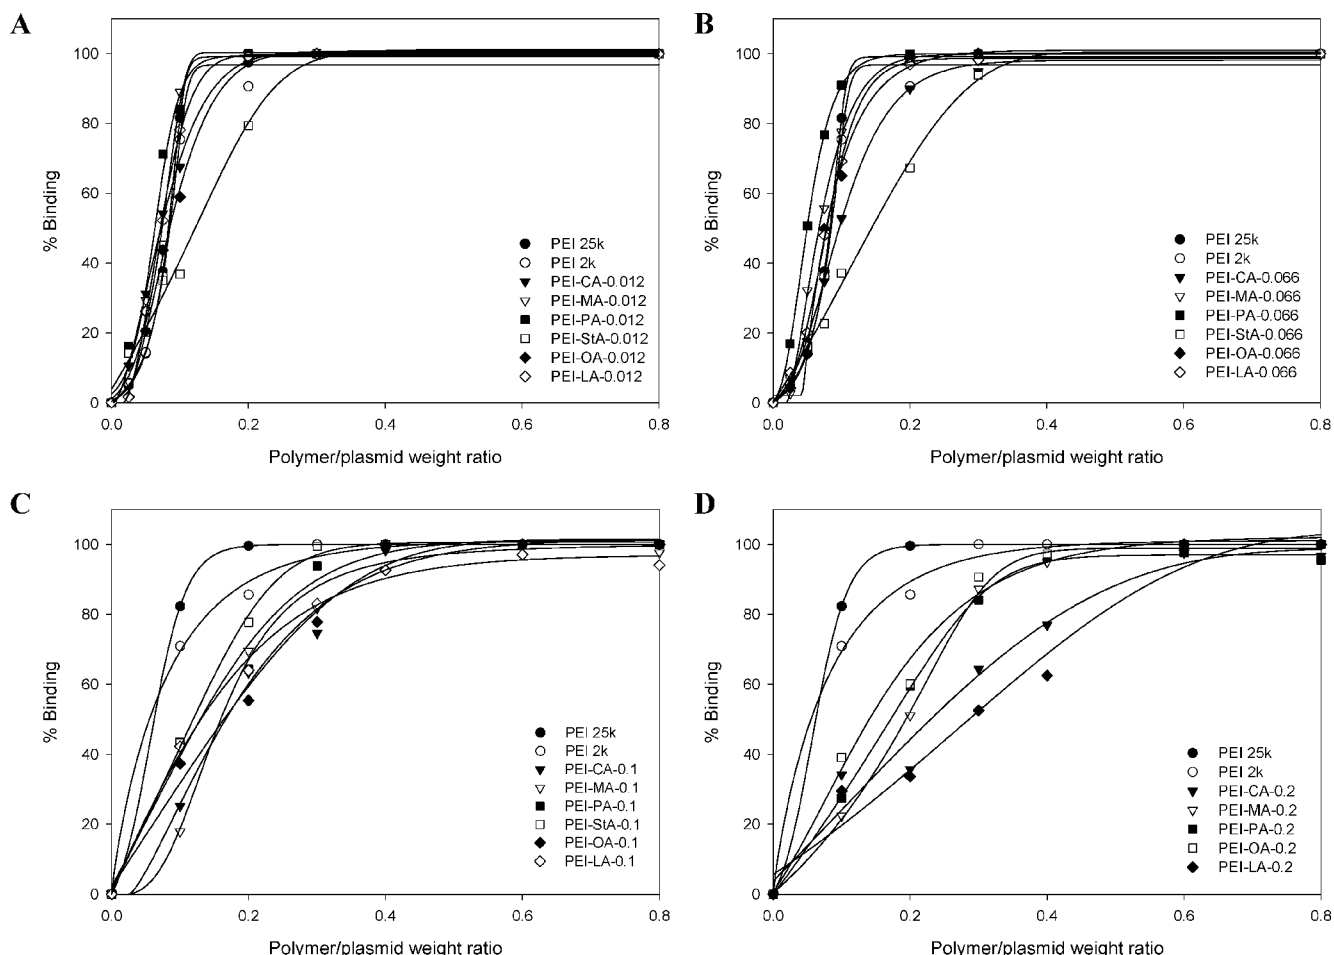 A
% Binding
100
80
60
40
20
0
PEI 25k
PEI 2k
PEI-CA-0.012
PEI-MA-0.012
PEI-PA-0.012
PEI-StA-0.012
PEI-OA-0.012
PEI-LA-0.012
0.0 0.2 0.4 0.6 0.8
Polymer/plasmid weight ratio
B
% Binding
100
80
60
40
20
0
PEI 25k
PEI 2k
PEI-CA-0.066
PEI-MA-0.066
PEI-PA-0.066
PEI-StA-0.066
PEI-OA-0.066
PEI-LA-0.066
0.0 0.2 0.4 0.6 0.8
Polymer/plasmid weight ratio
C
% Binding
100
80
60
40
20
0
PEI 25k
PEI 2k
PEI-CA-0.1
PEI-MA-0.1
PEI-PA-0.1
PEI-StA-0.1
PEI-OA-0.1
PEI-LA-0.1
0.0 0.2 0.4 0.6 0.8
Polymer/plasmid weight ratio
D
% Binding
100
80
60
40
20
0
PEI 25k
PEI 2k
PEI-CA-0.2
PEI-MA-0.2
PEI-PA-0.2
PEI-OA-0.2
PEI-LA-0.2
0.0 0.2 0.4 0.6 0.8
Polymer/plasmid weight ratio